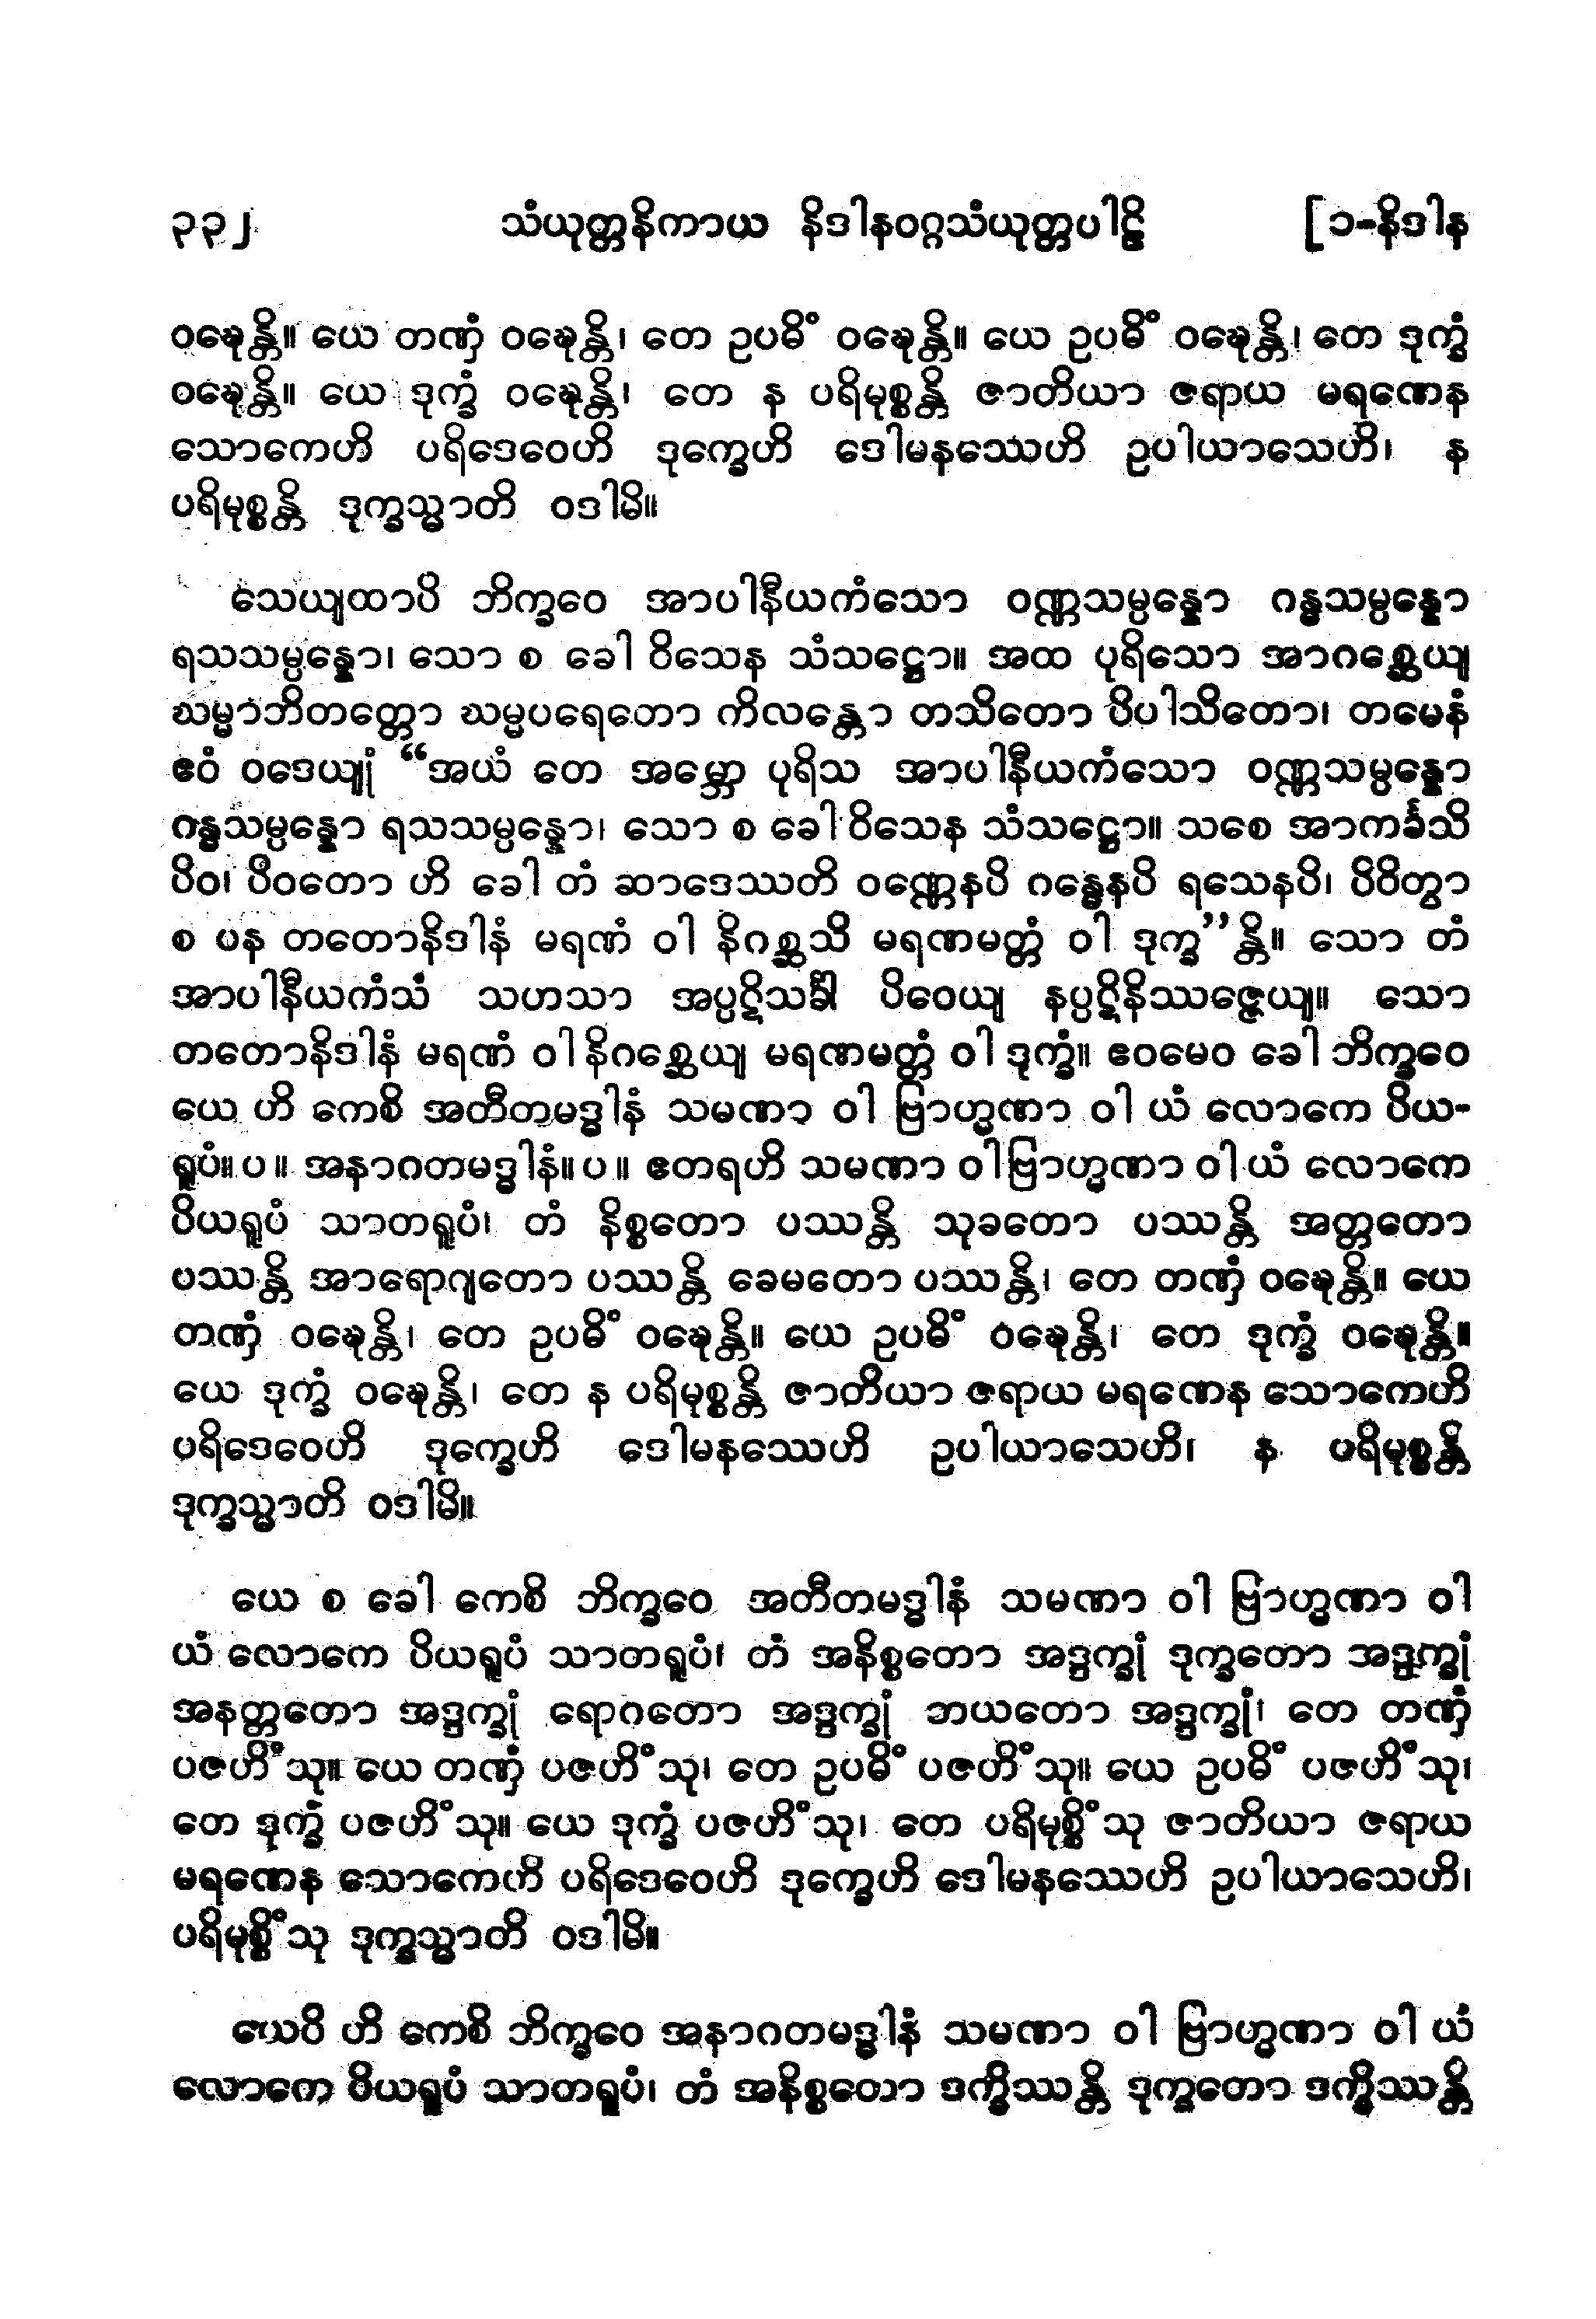 ၃၃၂ သံယုတ္တနိကာယ နိဒါနဝဂ္ဂသံယုတ္တပါဠိ [၁-နိဒါန
ဝဍ္ဎေန္တိ။ ယေ တဏှံ ဝဍ္ဎေန္တိ၊ တေ ဥပဓိံ ဝဍ္ဎေန္တိ။ ယေ ဥပဓိံ ဝဍ္ဎေန္တိ၊ တေ ဒုက္ခံ
ဝဍ္ဎေန္တိ။ ယေ ဒုက္ခံ ဝဍ္ဎေန္တိ၊ တေ န ပရိမုစ္စန္တိ ဇာတိယာ ဇရာယ မရဏေန
သောကေဟိ ပရိဒေဝေဟိ ဒုက္ခေဟိ ဒေါမနဿေဟိ ဥပါယာသေဟိ၊ န
ပရိမုစ္စန္တိ ဒုက္ခသ္မာတိ ဝဒါမိ။
သေယျထာပိ ဘိက္ခဝေ အာပါနီယကံသော ဝဏ္ဏသမ္ပန္နော ဂန္ဓသမ္ပန္နော
ရသသမ္ပန္နော၊ သော စ ခေါ ဝိသေန သံသဋ္ဌော။ အထ ပုရိသော အာဂစ္ဆေယျ
ဃမ္မာဘိတတ္တော ဃမ္မပရေတော ကိလန္တော တသိတော ပိပါသိတော၊ တမေနံ
ဧဝံ ဝဒေယျုံ “အယံ တေ အမ္ဘော ပုရိသ အာပါနီယကံသော ဝဏ္ဏသမ္ပန္နော
ဂန္ဓသမ္ပန္နော ရသသမ္ပန္နော၊ သော စ ခေါ ဝိသေန သံသဋ္ဌော။ သစေ အာကင်္ခသိ
ပိဝ၊ ပိဝတော ဟိ ခေါ တံ ဆာဒေဿတိ ဝဏ္ဏေနပိ ဂန္ဓေနပိ ရသေနပိ၊ ပိဝိတွာ
စ ပန တတောနိဒါနံ မရဏံ ဝါ နိဂစ္ဆသိ မရဏမတ္တံ ဝါ ဒုက္ခ”န္တိ။ သော တံ
အာပါနီယကံသံ သဟသာ အပ္ပဋိသင်္ခါ ပိဝေယျ နပ္ပဋိနိဿဇ္ဇေယျ။ သော
တတောနိဒါနံ မရဏံ ဝါ နိဂစ္ဆေယျ မရဏမတ္တံ ဝါ ဒုက္ခံ။ ဧဝမေဝ ခေါ ဘိက္ခဝေ
ယေ ဟိ ကေစိ အတီတမဒ္ဓါနံ သမဏာ ဝါ ဗြာဟ္မဏာ ဝါ ယံ လောကေ ပိယ-
ရူပံ။ ပ ။ အနာဂတမဒ္ဓါနံ။ ပ ။ ဧတရဟိ သမဏာ ဝါ ဗြာဟ္မဏာ ဝါ ယံ လောကေ
ပိယရူပံ သာတရူပံ၊ တံ နိစ္စတော ပဿန္တိ သုခတော ပဿန္တိ အတ္တတော
ပဿန္တိ အာရောဂျတော ပဿန္တိ ခေမတော ပဿန္တိ၊ တေ တဏှံ ဝဍ္ဎေန္တိ။ ယေ
တဏှံ ဝဍ္ဎေန္တိ၊ တေ ဥပဓိံ ဝဍ္ဎေန္တိ။ ယေ ဥပဓိံ ဝဍ္ဎေန္တိ၊ တေ ဒုက္ခံ ဝဍ္ဎေန္တိ။
ယေ ဒုက္ခံ ဝဍ္ဎေန္တိ၊ တေ န ပရိမုစ္စန္တိ ဇာတိယာ ဇရာယ မရဏေန သောကေဟိ
ပရိဒေဝေဟိ ဒုက္ခေဟိ ဒေါမနဿေဟိ ဥပါယာသေဟိ၊ န ပရိမုစ္စန္တိ
ဒုက္ခသ္မာတိ ဝဒါမိ။
ယေ စ ခေါ ကေစိ ဘိက္ခဝေ အတီတမဒ္ဓါနံ သမဏာ ဝါ ဗြာဟ္မဏာ ဝါ
ယံ လောကေ ပိယရူပံ သာတရူပံ၊ တံ အနိစ္စတော အဒ္ဒက္ခုံ ဒုက္ခတော အဒ္ဒက္ခုံ
အနတ္တတော အဒ္ဒက္ခုံ ရောဂတော အဒ္ဒက္ခုံ ဘယတော အဒ္ဒက္ခုံ၊ တေ တဏှံ
ပဇဟိံသု။ ယေ တဏှံ ပဇဟိံသု၊ တေ ဥပဓိံ ပဇဟိံသု။ ယေ ဥပဓိံ ပဇဟိံသု၊
တေ ဒုက္ခံ ပဇဟိံသု။ ယေ ဒုက္ခံ ပဇဟိံသု၊ တေ ပရိမုစ္စိံသု ဇာတိယာ ဇရာယ
မရဏေန သောကေဟိ ပရိဒေဝေဟိ ဒုက္ခေဟိ ဒေါမနဿေဟိ ဥပါယာသေဟိ၊
ပရိမုစ္စိံသု ဒုက္ခသ္မာတိ ဝဒါမိ။
ယေပိ ဟိ ကေစိ ဘိက္ခဝေ အနာဂတမဒ္ဓါနံ သမဏာ ဝါ ဗြာဟ္မဏာ ဝါ ယံ
လောကေ ပိယရူပံ သာတရူပံ၊ တံ အနိစ္စတော ဒက္ခိဿန္တိ ဒုက္ခတော ဒက္ခိဿန္တိ